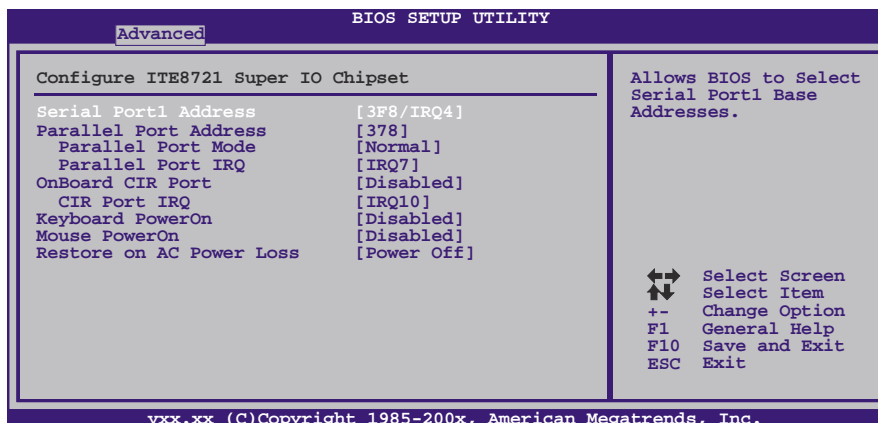 BIOS SETUP UTILITY
Advanced
Configure ITE8721 Super IO Chipset
Serial Port1 Address [3F8/IRQ4]
Parallel Port Address [378]
Parallel Port Mode [Normal]
Parallel Port IRQ [IRQ7]
OnBoard CIR Port [Disabled]
CIR Port IRQ [IRQ10]
Keyboard PowerOn [Disabled]
Mouse PowerOn [Disabled]
Restore on AC Power Loss [Power Off]
Allows BIOS to Select
Serial Port1 Base
Addresses.
Select Screen
Select Item
+- Change Option
F1 General Help
F10 Save and Exit
ESC Exit
vxx.xx (C)Copyright 1985-200x, American Megatrends, Inc.